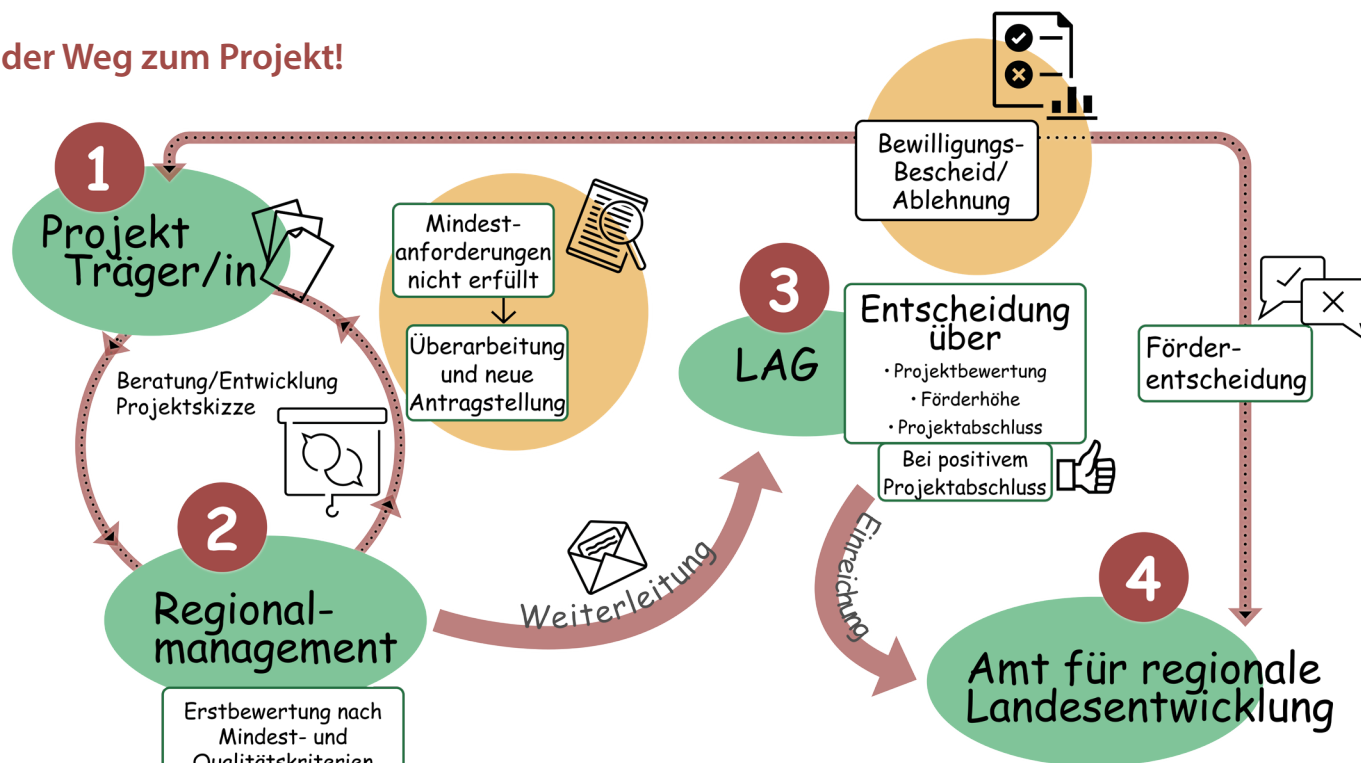 der Weg zum Projekt!
1
Projekt
Träger/in
Mindest-
anforderungen
nicht erfüllt
Überarbeitung
und neue
Antragstellung
Bewilligungs-
Bescheid/
Ablehnung
3
LAG
Entscheidung
über
• Projektbewertung
• Förderhöhe
• Projektabschluss
Bei positivem
Projektabschluss
Förder-
entscheidung
Beratung/Entwicklung
Projektskizze
2
Regional-
management
Erstbewertung nach
Mindest- und
Qualitätskriterien
Weiterleitung
Einreichung
4
Amt für regionale
Landesentwicklung